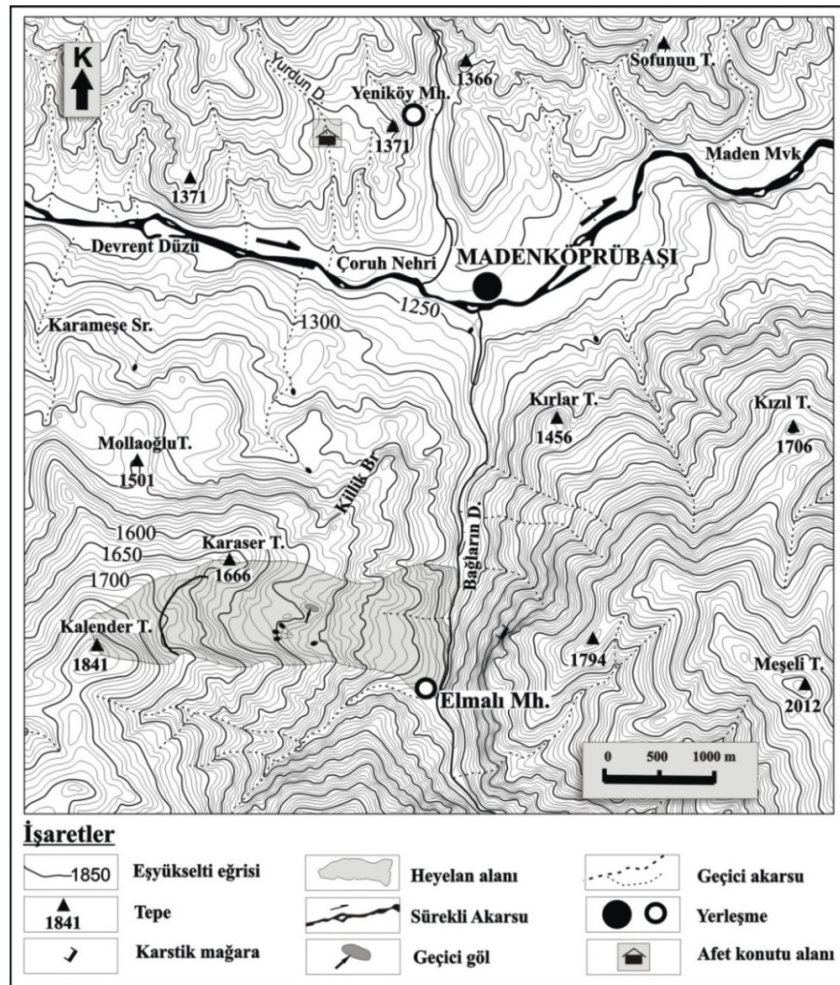 K
Yurdun D.
Yeniköy Mh.
1366
Sofunun T.
1371
1371
Maden Mvk
Devrent Düzü
Çoruh Nehri
MADENKÖPRÜBAŞI
1250
1300
Karameşe Sr.
Kırlar T.
1456
Kızıl T.
1706
MollaoğluT.
1501
Killik Br
1600
1650
1700
Karaser T.
1666
Bağların D.
Kalender T.
1841
1794
Meşeli T.
2012
Elmalı Mh.
0 500 1000 m
İşaretler
1850 Eşyükselti eğrisi
Heyelan alanı
Geçici akarsu
1841 Tepe
Sürekli Akarsu
Yerleşme
Karstik mağara
Geçici göl
Afet konutu alanı